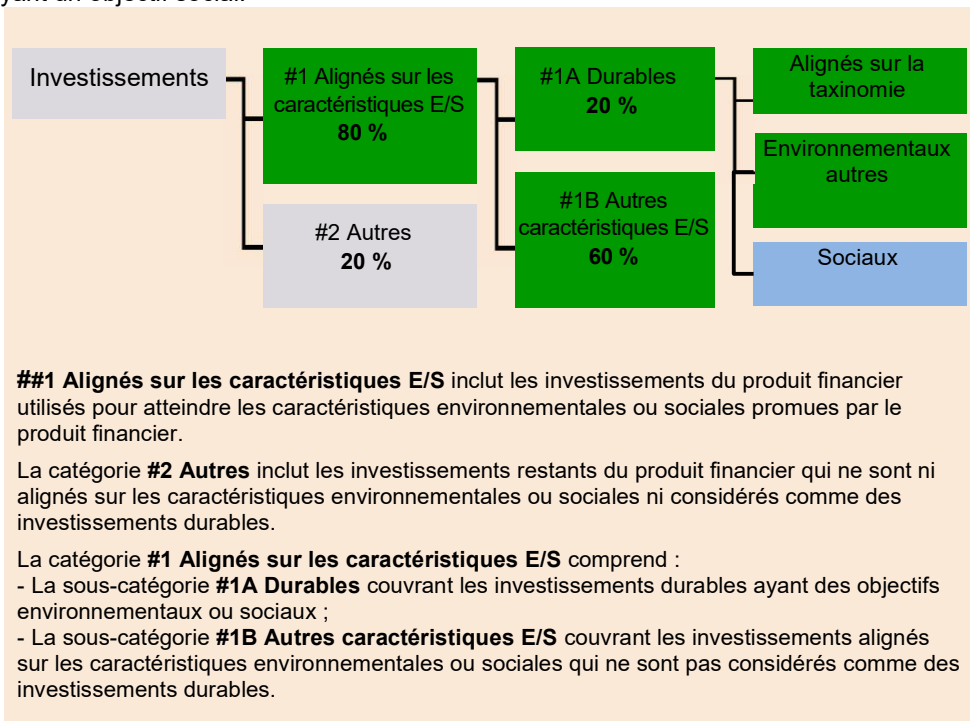 ayant un objectif social.
Investissements
#1 Alignés sur les
caractéristiques E/S
80 %
#2 Autres
20 %
#1A Durables
20 %
#1B Autres
caractéristiques E/S
60 %
Alignés sur la
taxinomie
Environnementaux
autres
Sociaux
##1 Alignés sur les caractéristiques E/S inclut les investissements du produit financier
utilisés pour atteindre les caractéristiques environnementales ou sociales promues par le
produit financier.
La catégorie #2 Autres inclut les investissements restants du produit financier qui ne sont ni
alignés sur les caractéristiques environnementales ou sociales ni considérés comme des
investissements durables.
La catégorie #1 Alignés sur les caractéristiques E/S comprend :
- La sous-catégorie #1A Durables couvrant les investissements durables ayant des objectifs
environnementaux ou sociaux ;
- La sous-catégorie #1B Autres caractéristiques E/S couvrant les investissements alignés
sur les caractéristiques environnementales ou sociales qui ne sont pas considérés comme des
investissements durables.